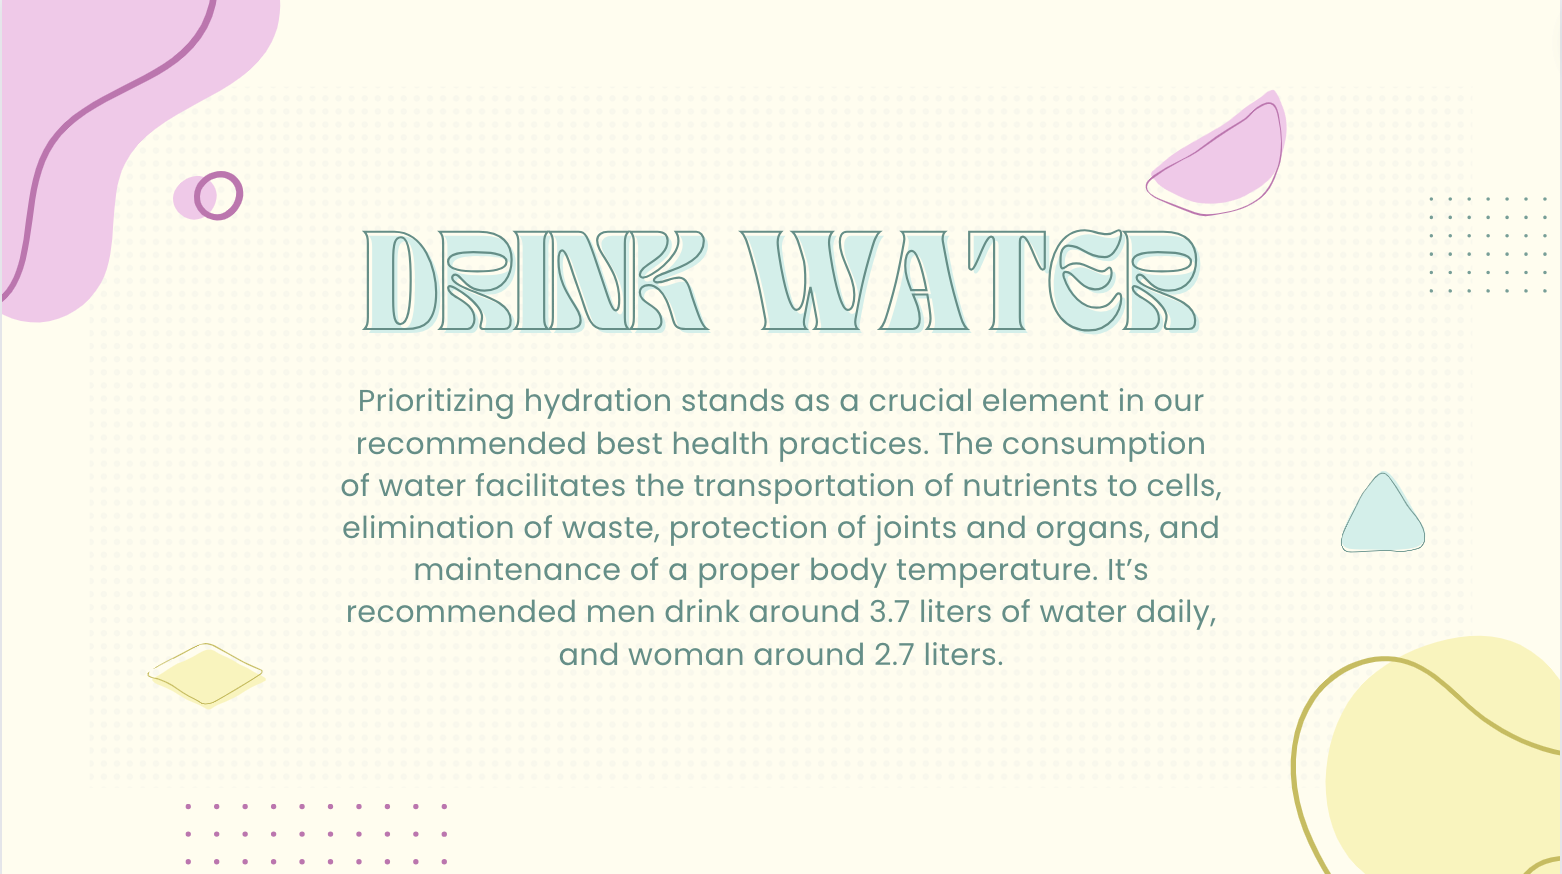 DRINK WATER
Prioritizing hydration stands as a crucial element in our
recommended best health practices. The consumption
of water facilitates the transportation of nutrients to cells,
elimination of waste, protection of joints and organs, and
maintenance of a proper body temperature. It’s
recommended men drink around 3.7 liters of water daily,
and woman around 2.7 liters.